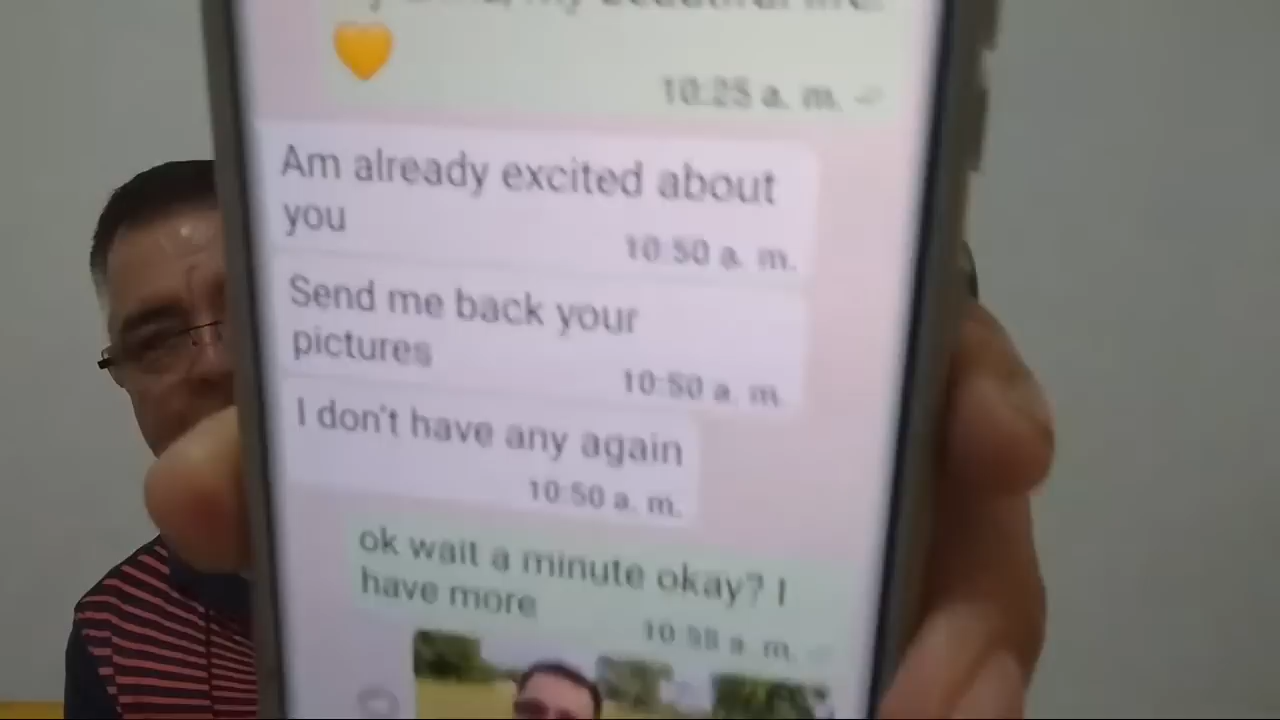 10:25 a. m.
Am already excited about
you
10:50 a. m.
Send me back your
pictures
10:50 a. m.
I don't have any again
10:50 a. m.
ok wait a minute okay? I
have more
a. m.